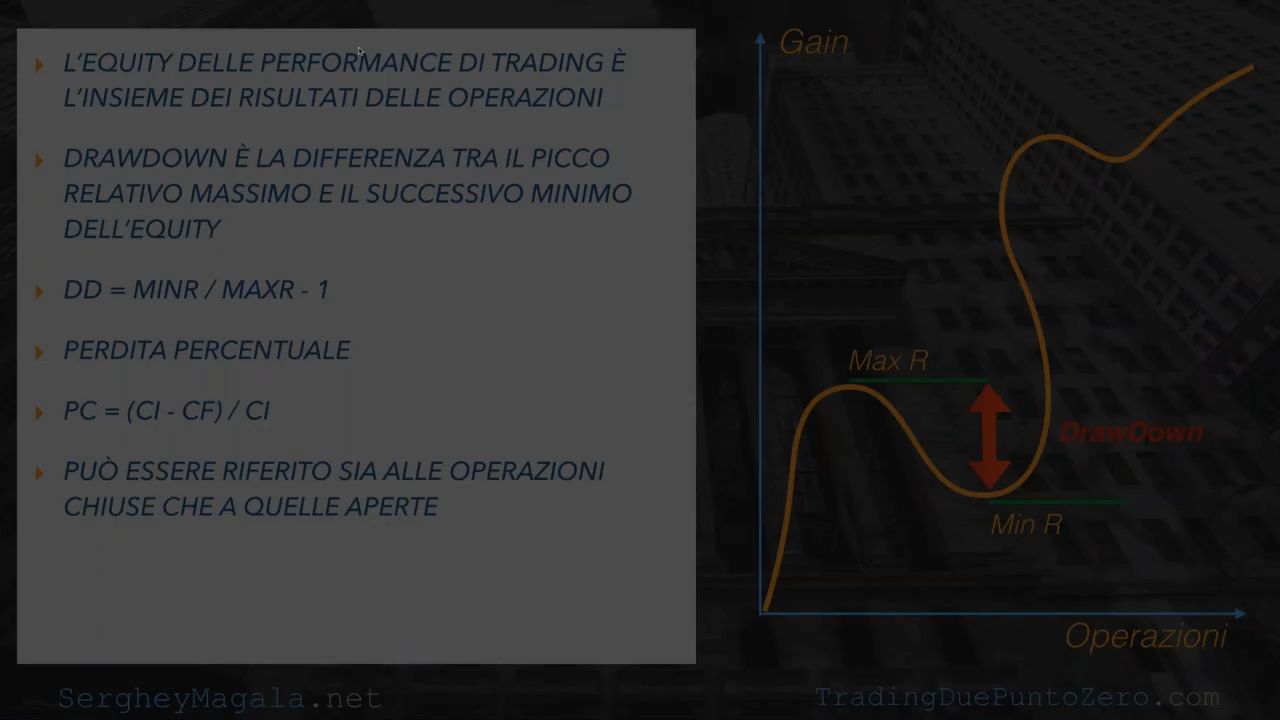 L'EQUITY DELLE PERFORMANCE DI TRADING È
L'INSIEME DEI RISULTATI DELLE OPERAZIONI
DRAWDOWN È LA DIFFERENZA TRA IL PICCO
RELATIVO MASSIMO E IL SUCCESSIVO MINIMO
DELL'EQUITY
DD = MINR / MAXR - 1
PERDITA PERCENTUALE
PC = (CI - CF) / CI
PUÒ ESSERE RIFERITO SIA ALLE OPERAZIONI
CHIUSE CHE A QUELLE APERTE
Gain
Max R
DrawDown
Min R
Operazioni
SergheyMagala.net
TradingDuePuntoZero.com